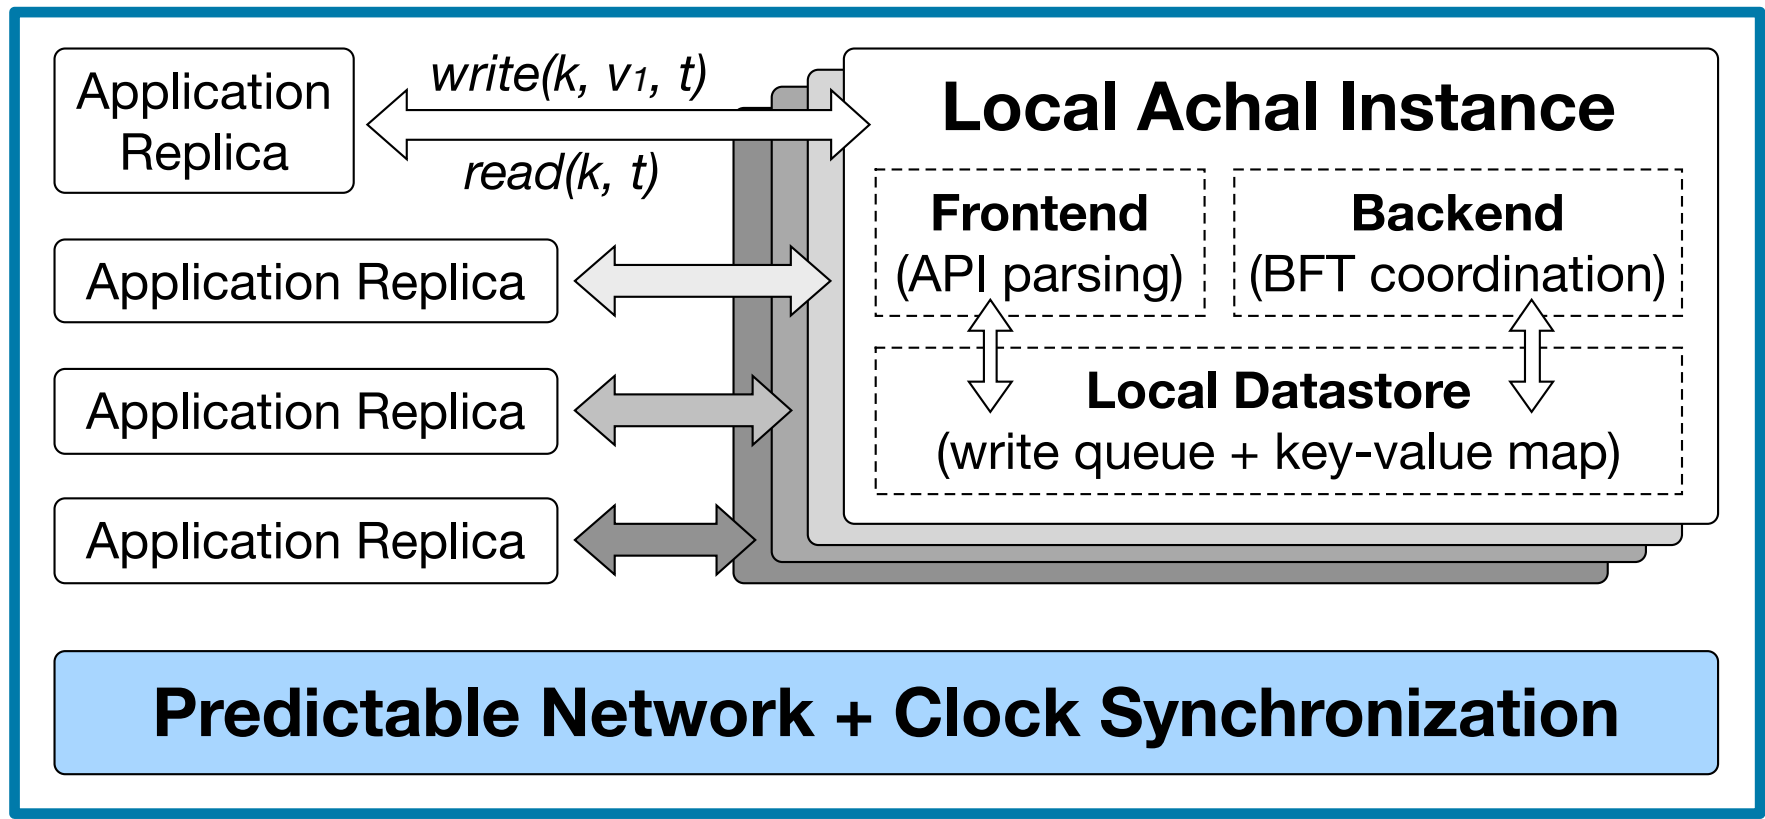 Application
Replica
write(k, v₁, t)
read(k, t)
Application Replica
Application Replica
Application Replica
Local Achal Instance
Frontend
(API parsing)
Backend
(BFT coordination)
Local Datastore
(write queue + key-value map)
Predictable Network + Clock Synchronization